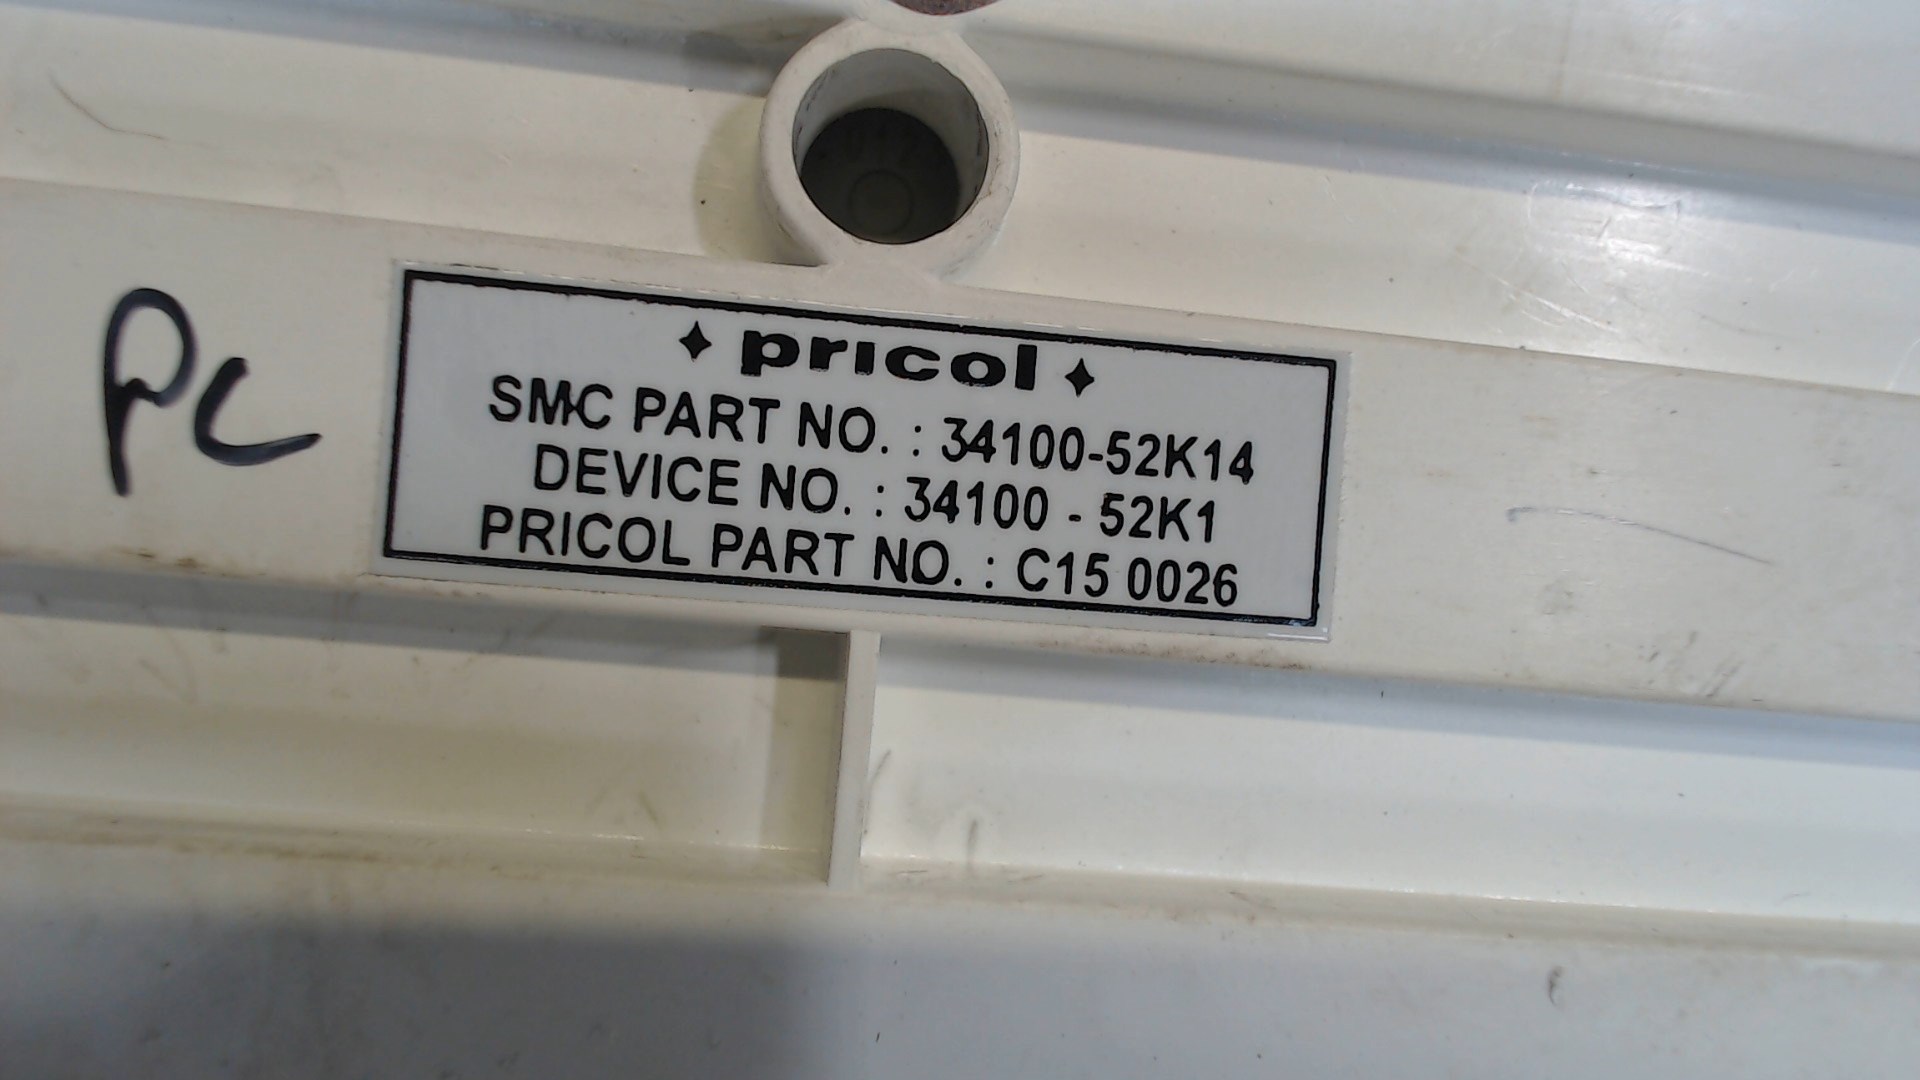 PC
pricol
SMC PART NO. : 34100-52K14
DEVICE NO. : 34100 - 52K1
PRICOL PART NO. : C15 0026